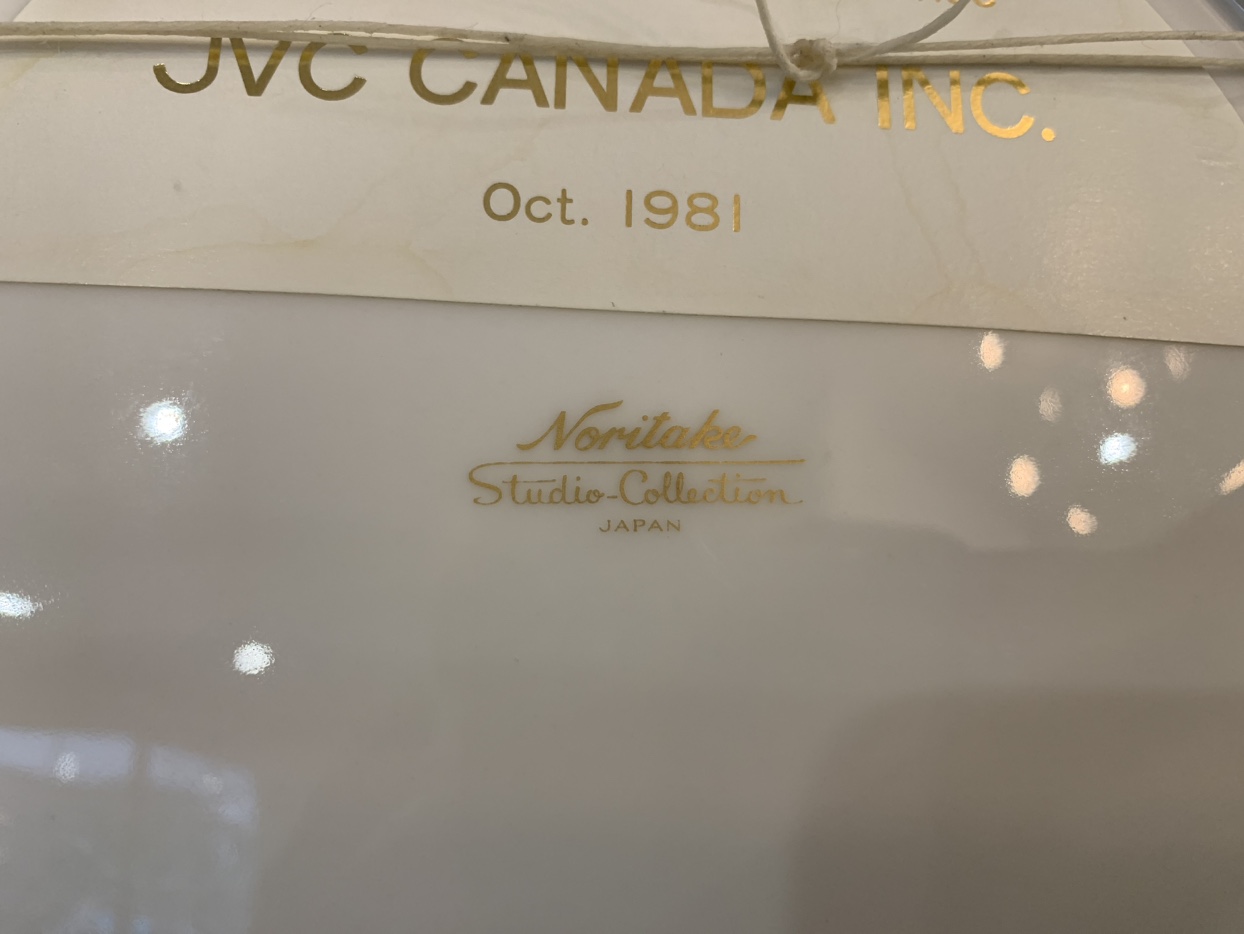 JVC CANADA INC.
Oct. 1981
Noritake
Studio-Collection
JAPAN